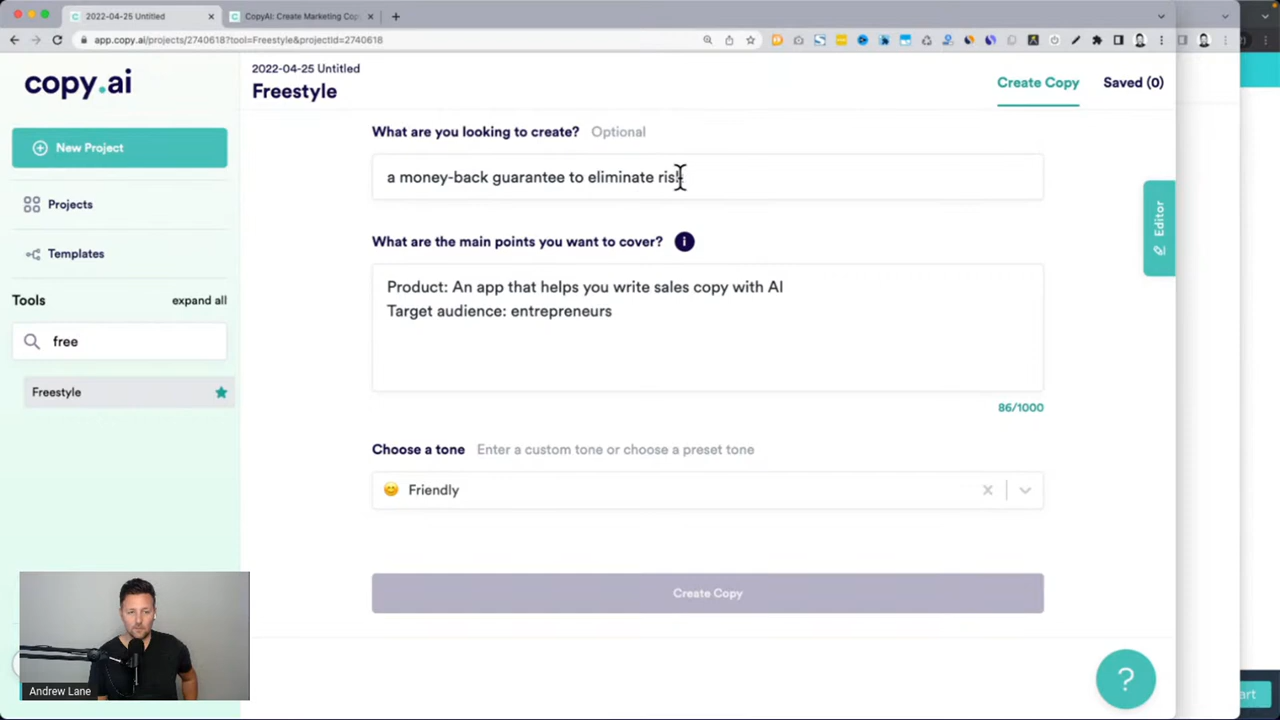 2022-04-25 Untitled
CopyAI: Create Marketing Cop
app.copy.ai/projects/2740618?tool=Freestyle&projectId=2740618
copy.ai
2022-04-25 Untitled
Freestyle
Create Copy
Saved (0)
New Project
Projects
Templates
Tools
expand all
free
Freestyle
What are you looking to create? Optional
a money-back guarantee to eliminate risk
What are the main points you want to cover? i
Product: An app that helps you write sales copy with AI
Target audience: entrepreneurs
86/1000
Choose a tone Enter a custom tone or choose a preset tone
Friendly
Create Copy
Editor
?
Andrew Lane
art